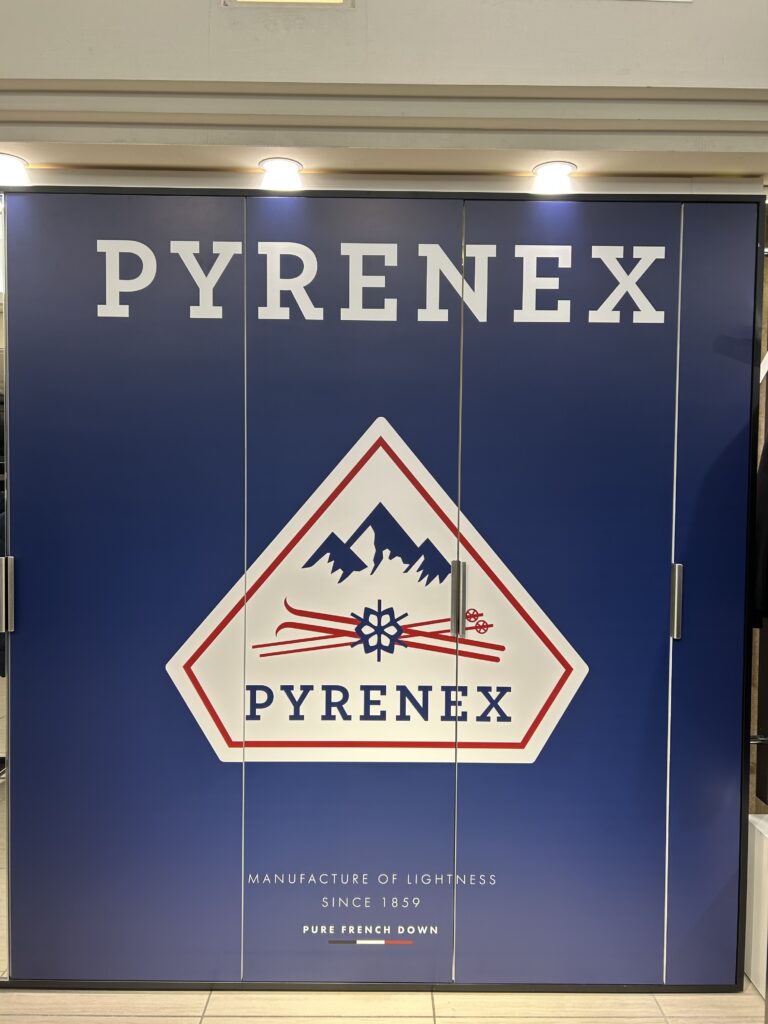 PYRENEX
PYRENEX
MANUFACTURE OF LIGHTNESS
SINCE 1859
PURE FRENCH DOWN